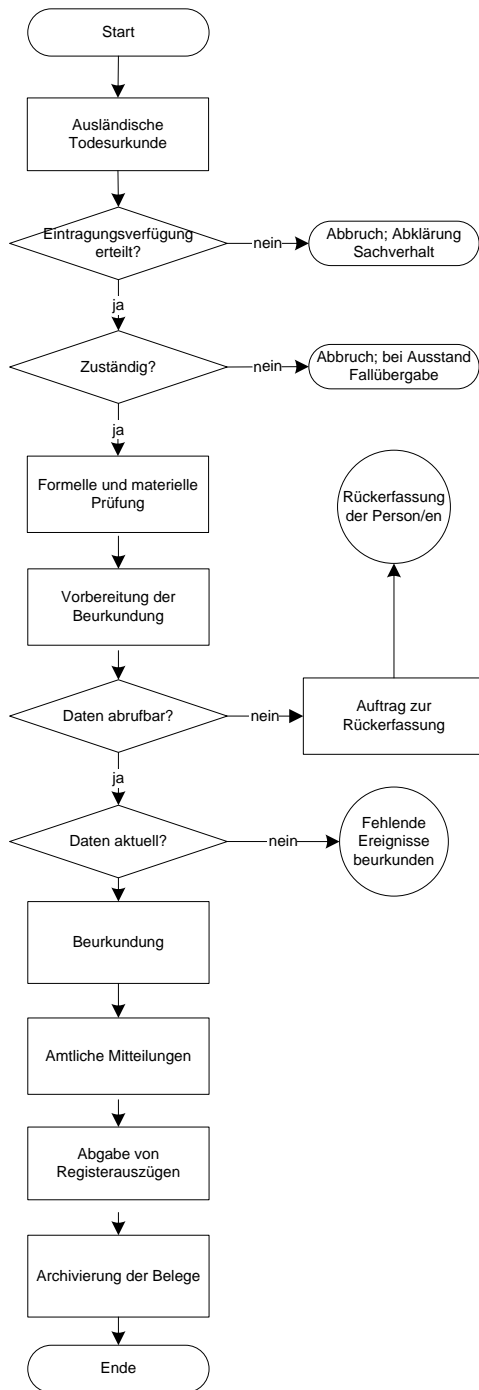 Start
Ausländische
Todesurkunde
Eintragungsverfügung
erteilt?
nein
Abbruch; Abklärung
Sachverhalt
ja
Zuständig?
nein
Abbruch; bei Ausstand
Fallübergabe
ja
Formelle und materielle
Prüfung
Rückerfassung
der Person/en
Vorbereitung der
Beurkundung
Daten abrufbar?
nein
Auftrag zur
Rückerfassung
ja
Daten aktuell?
nein
Fehlende
Ereignisse
beurkunden
Beurkundung
Amtliche Mitteilungen
Abgabe von
Registerauszügen
Archivierung der Belege
Ende